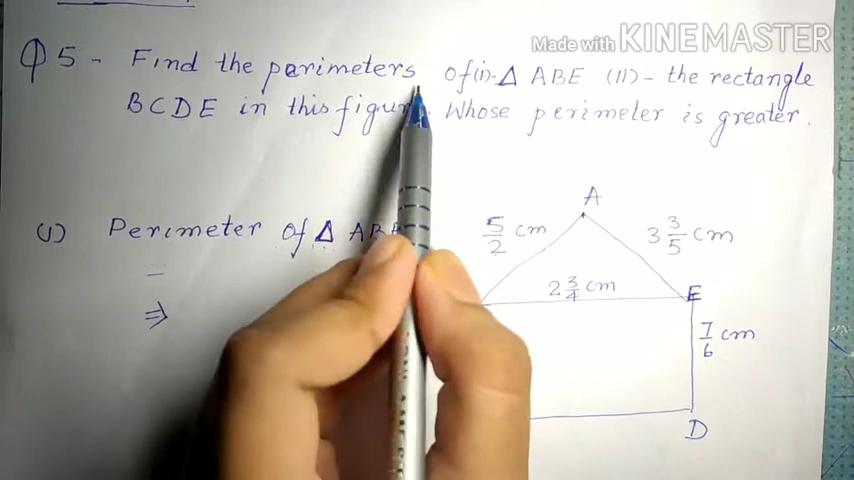 Made with KINEMASTER
Q5 - Find the perimeters of (i)- Δ ABE (II) - the rectangle
BCDE in this figure. Whose perimeter is greater.
(1) Perimeter of Δ
A
5/2 cm
3 3/5 cm
2 3/4 cm
E
=
⇒
7/6 cm
D